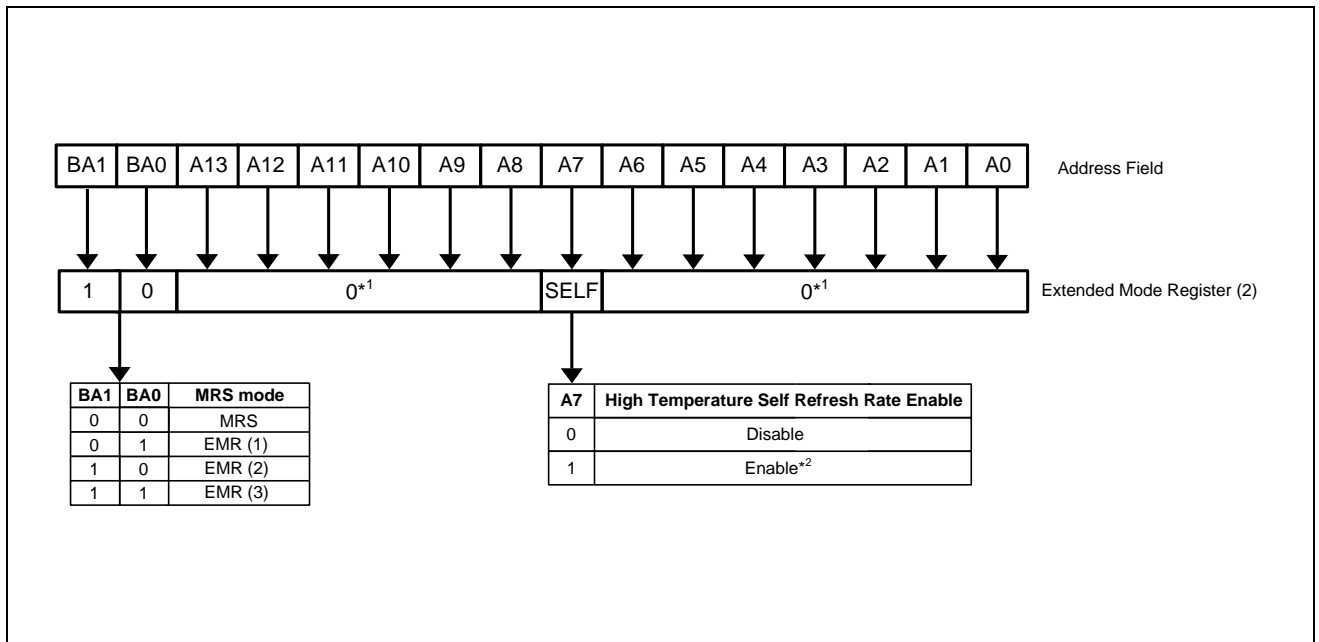 BA1 BA0 A13 A12 A11 A10 A9 A8 A7 A6 A5 A4 A3 A2 A1 A0 Address Field
1 0 0*1 SELF 0*1 Extended Mode Register (2)
BA1 BA0 MRS mode
0 0 MRS
0 1 EMR (1)
1 0 EMR (2)
1 1 EMR (3)
A7 High Temperature Self Refresh Rate Enable
0 Disable
1 Enable*2